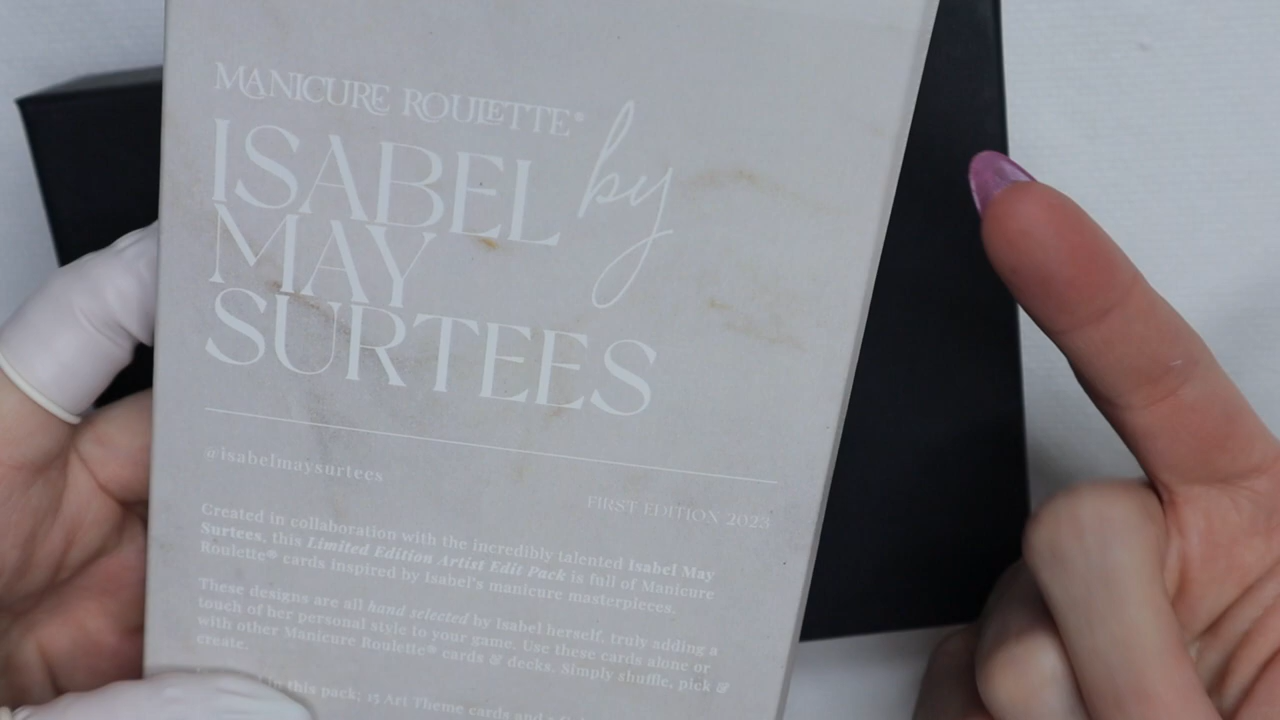 MANICURE ROULETTE®
ISABEL by
MAY
SURTEES
@isabelmaysurtees
FIRST EDITION 2023
Created in collaboration with the incredibly talented Isabel May
Surtees, this Limited Edition Artist Edit Pack is full of Manicure
Roulette® cards inspired by Isabel's manicure masterpieces.
These designs are all hand selected by Isabel herself, truly adding a
touch of her personal style to your game. Use these cards alone or
with other Manicure Roulette® cards & decks. Simply shuffle, pick &
create.
in this pack; 15 Art Theme cards and